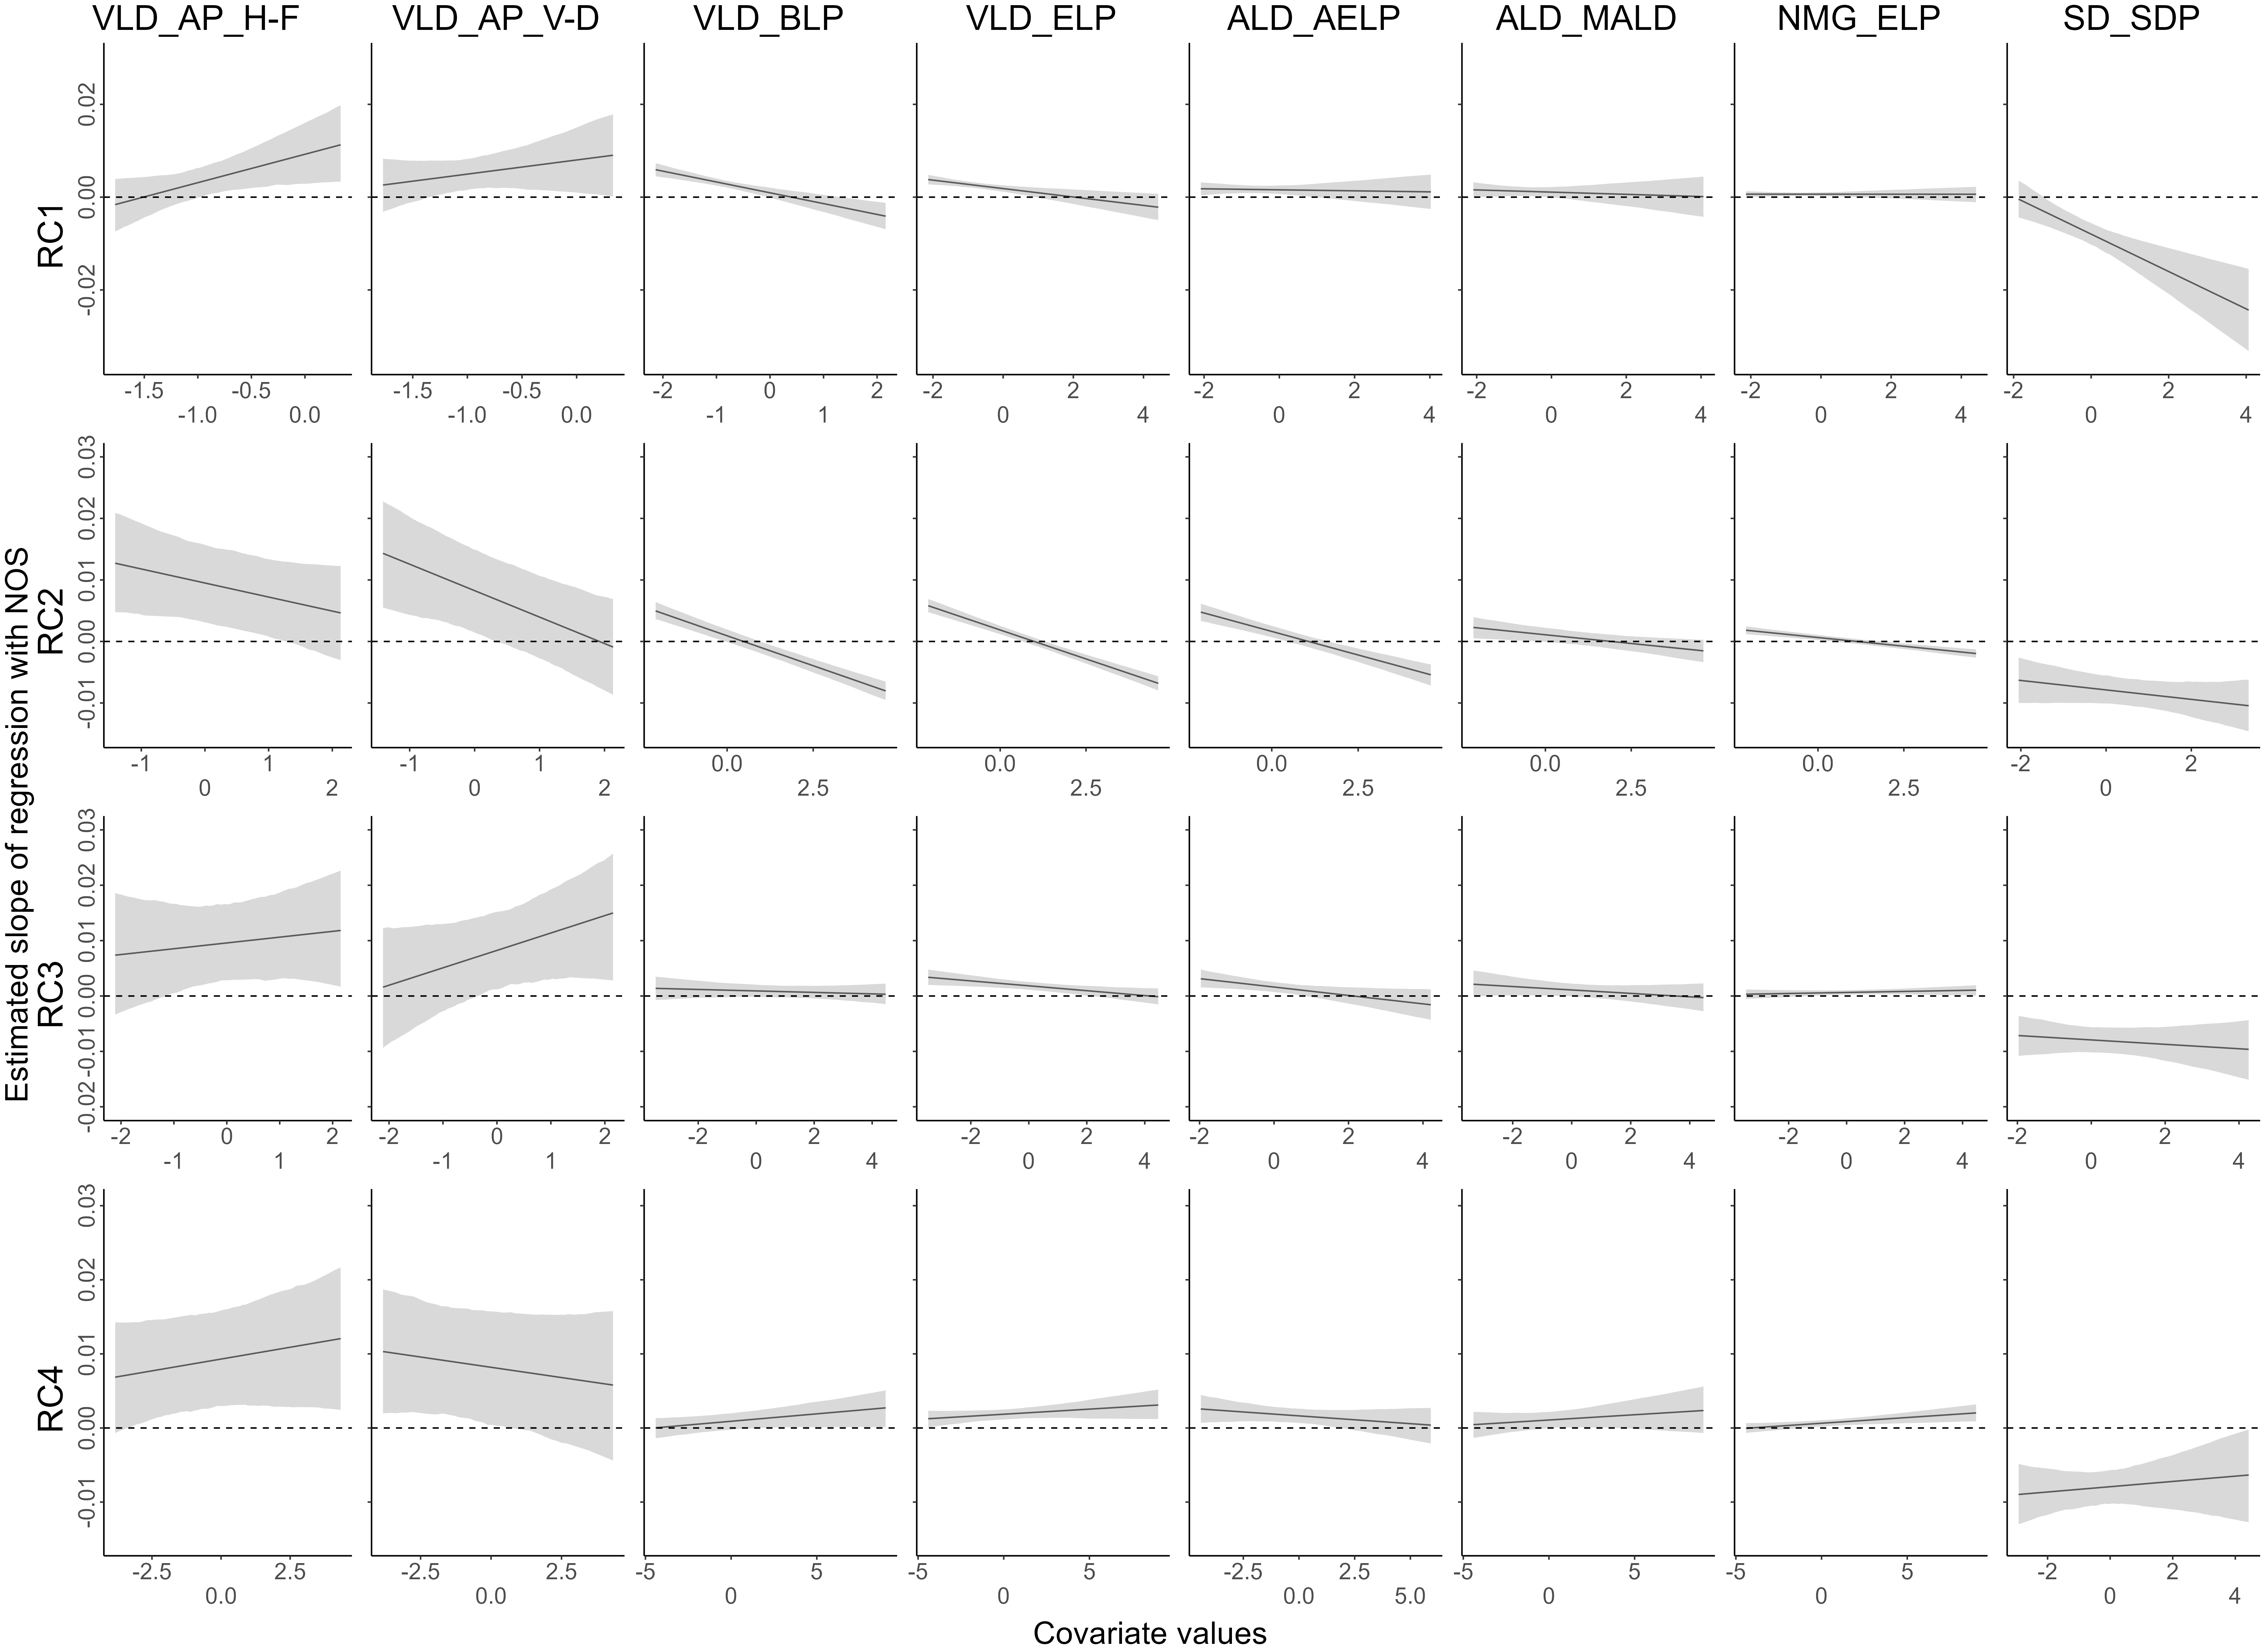 VLD_AP_H-F VLD_AP_V-D VLD_BLP VLD_ELP ALD_AELP ALD_MALD NMG_ELP SD_SDP
Estimated slope of regression with NOS
RC1
0.02
0.00
-0.02
-1.5 -0.5 -1.5 -0.5 -2 0 2 -2 2 -2 2 -2 2 -2 2 -2 2
-1.0 0.0 -1.0 0.0 -1 1 0 4 0 4 0 4 0 4 0 4
RC2
0.03
0.02
0.01
0.00
-0.01
-1 1 -1 1 0.0 0.0 0.0 0.0 0.0 -2 2
0 2 0 2 2.5 2.5 2.5 2.5 2.5 0
RC3
0.03
0.02
0.01
0.00
-0.01
-0.02
-2 0 2 -2 0 2 -2 2 -2 2 -2 2 -2 2 -2 2 -2 2
-1 1 -1 1 0 4 0 4 0 4 0 4 0 4 0 4
RC4
0.03
0.02
0.01
0.00
-0.01
-2.5 2.5 -2.5 2.5 -5 5 -5 5 -2.5 2.5 -5 5 -5 5 -2 2
0.0 0.0 0 0 0.0 5.0 0 0 0 4
Covariate values